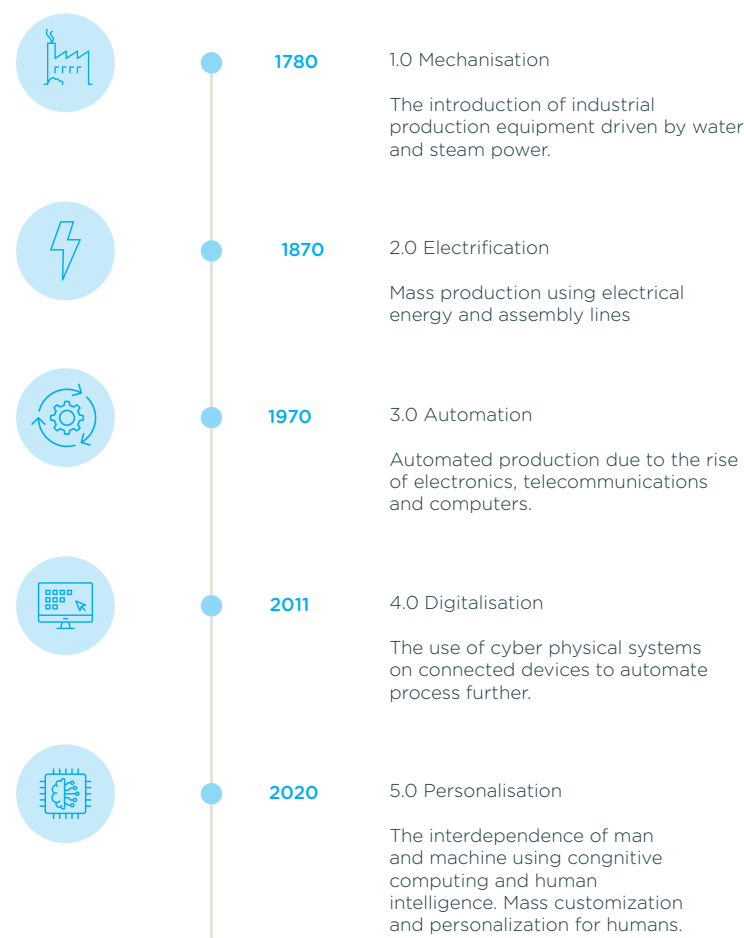 1780
1.0 Mechanisation
The introduction of industrial
production equipment driven by water
and steam power.
1870
2.0 Electrification
Mass production using electrical
energy and assembly lines
1970
3.0 Automation
Automated production due to the rise
of electronics, telecommunications
and computers.
2011
4.0 Digitalisation
The use of cyber physical systems
on connected devices to automate
process further.
2020
5.0 Personalisation
The interdependence of man
and machine using congnitive
computing and human
intelligence. Mass customization
and personalization for humans.